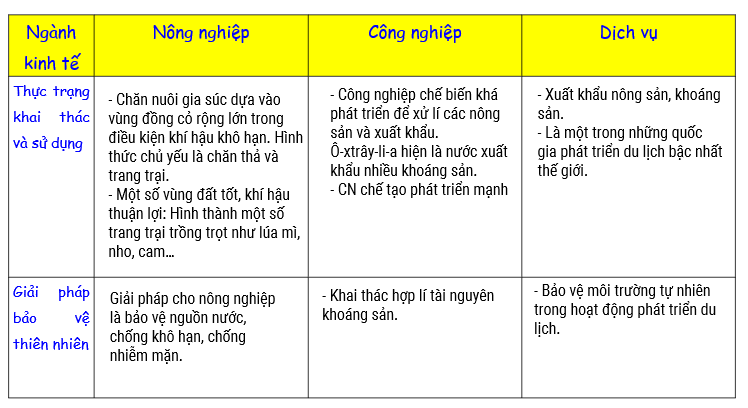 Ngành
kinh tế
Nông nghiệp
Công nghiệp
Dịch vụ
Thực trạng
khai thác
và sử dụng
- Chăn nuôi gia súc dựa vào
vùng đồng cỏ rộng lớn trong
điều kiện khí hậu khô hạn. Hình
thức chủ yếu là chăn thả và
trang trại.
- Một số vùng đất tốt, khí hậu
thuận lợi: Hình thành một số
trang trại trồng trọt như lúa mì,
nho, cam...
- Công nghiệp chế biến khá
phát triển để xử lí các nông
sản và xuất khẩu.
Ô-xtrây-li-a hiện là nước xuất
khẩu nhiều khoáng sản.
- CN chế tạo phát triển mạnh
- Xuất khẩu nông sản, khoáng
sản.
- Là một trong những quốc
gia phát triển du lịch bậc nhất
thế giới.
Giải pháp
bảo vệ
thiên nhiên
Giải pháp cho nông nghiệp
là bảo vệ nguồn nước,
chống khô hạn, chống
nhiễm mặn.
- Khai thác hợp lí tài nguyên
khoáng sản.
- Bảo vệ môi trường tự nhiên
trong hoạt động phát triển du
lịch.